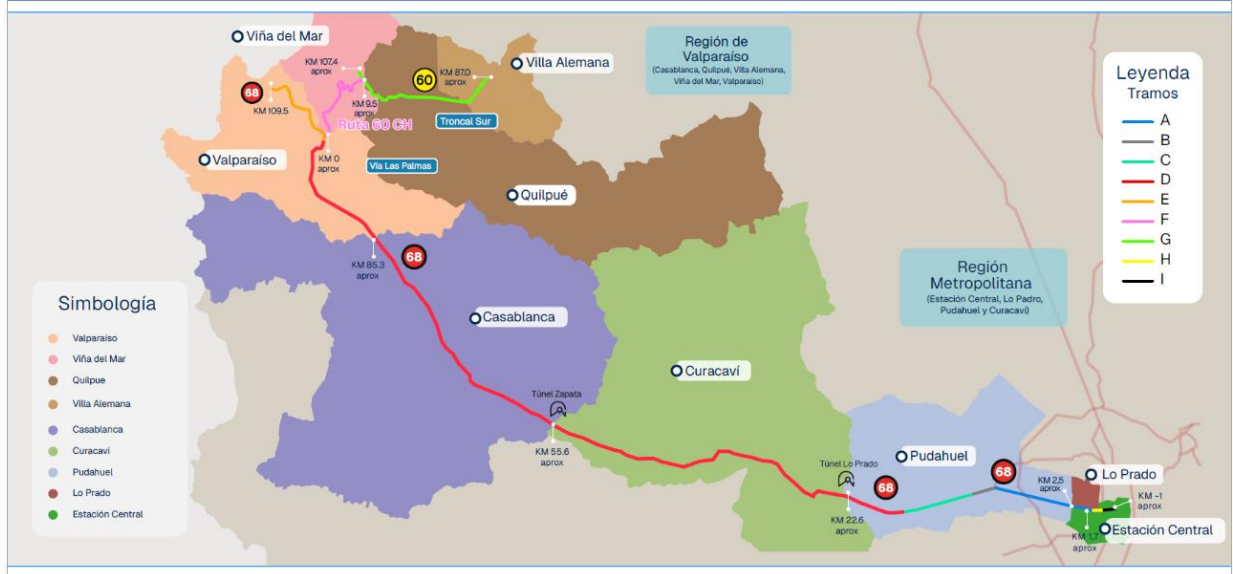 Viña del Mar
KM 107.4
aprox
60
KM 87.0
aprox
Villa Alemana
Región de
Valparaíso
(Casablanca, Quilpué, Villa Alemana,
Viña del Mar, Valparaiso)
Leyenda
Tramos
A
B
C
D
E
F
G
H
I
68
KM 109.5
KM 9.5
aprox
Ruta 60 CH
Troncal Sur
Valparaíso
KM 0
aprox
Vía Las Palmas
Quilpué
KM 85.3
aprox
68
Región
Metropolitana
(Estación Central, Lo Padro,
Pudahuel y Curacaví)
Simbología
Valparaiso
Viña del Mar
Quilpue
Villa Alemana
Casablanca
Curacaví
Pudahuel
Lo Prado
Estación Central
Casablanca
Curacaví
Túnel Zapata
KM 55.6
aprox
Túnel Lo Prado
68
KM 22.6
aprox
Pudahuel
68
KM 2,5
aprox
Lo Prado
KM -1
aprox
Estación Central
KM 1.7
aprox